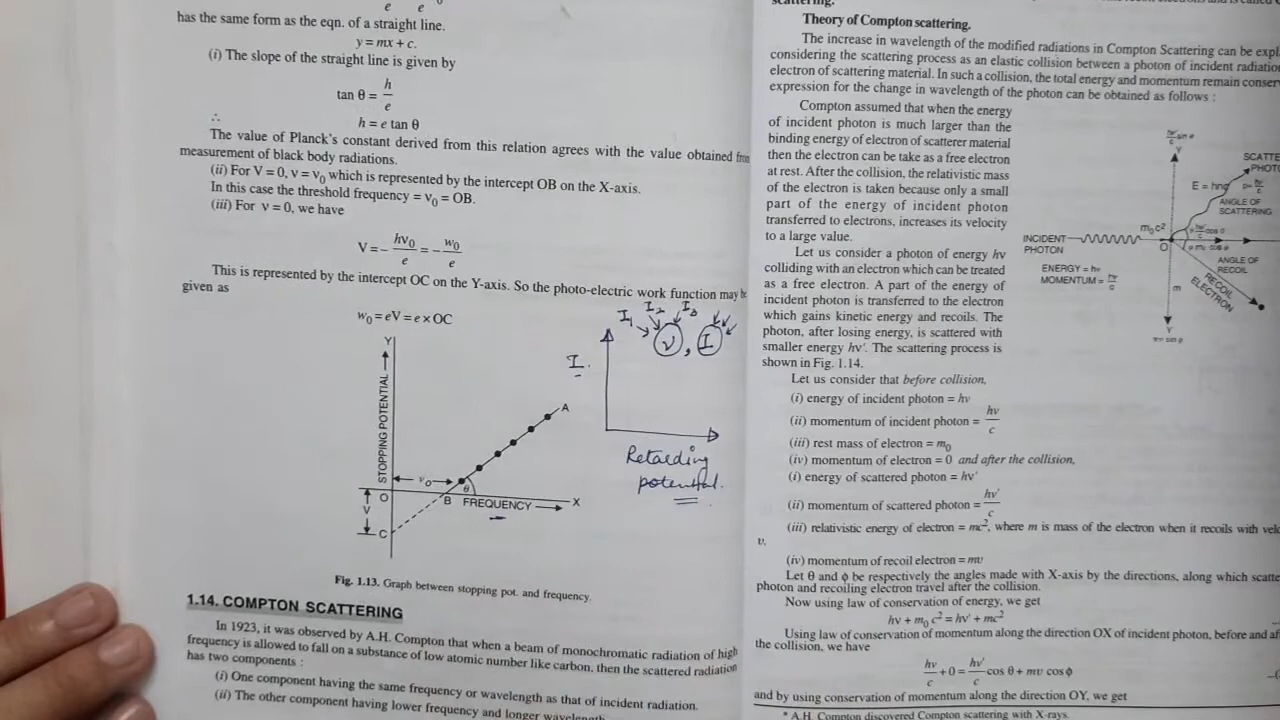 e e
has the same form as the eqn. of a straight line.
y = mx + c.
(i) The slope of the straight line is given by
tan θ = h/e
∴ h = e tan θ
The value of Planck's constant derived from this relation agrees with the value obtained from
measurement of black body radiations.
(ii) For V = 0, ν = ν₀ which is represented by the intercept OB on the X-axis.
In this case the threshold frequency = ν₀ = OB.
(iii) For ν = 0, we have
V = – hν₀/e = – w₀/e
This is represented by the intercept OC on the Y-axis. So the photo-electric work function may be
given as
w₀ = eV = e × OC
Y
STOPPING POTENTIAL
A
ν₀
θ
O
B FREQUENCY
X
V
C
I₁ I₂ I₃
ν, I
I
Retarding
potential.
Fig. 1.13. Graph between stopping pot. and frequency.
1.14. COMPTON SCATTERING
In 1923, it was observed by A.H. Compton that when a beam of monochromatic radiation of high
frequency is allowed to fall on a substance of low atomic number like carbon, then the scattered radiation
has two components :
(i) One component having the same frequency or wavelength as that of incident radiation.
(ii) The other component having lower frequency and longer wavelength
scattering.
Theory of Compton scattering.
The increase in wavelength of the modified radiations in Compton Scattering can be expl
considering the scattering process as an elastic collision between a photon of incident radiation
electron of scattering material. In such a collision, the total energy and momentum remain conser
expression for the change in wavelength of the photon can be obtained as follows :
Compton assumed that when the energy
of incident photon is much larger than the
binding energy of electron of scatterer material
then the electron can be take as a free electron
at rest. After the collision, the relativistic mass
of the electron is taken because only a small
part of the energy of incident photon
transferred to electrons, increases its velocity
to a large value.
Let us consider a photon of energy hν
colliding with an electron which can be treated
as a free electron. A part of the energy of
incident photon is transferred to the electron
which gains kinetic energy and recoils. The
photon, after losing energy, is scattered with
smaller energy hν'. The scattering process is
shown in Fig. 1.14.
Y
SCATTE
PHOTO
E = hν
ANGLE OF
SCATTERING
m₀c²
INCIDENT
PHOTON
O
ENERGY = hν
MOMENTUM = hν/c
ANGLE OF
RECOIL
RECOIL
ELECTRON
m
Y
Let us consider that before collision,
(i) energy of incident photon = hν
(ii) momentum of incident photon = hν/c
(iii) rest mass of electron = m₀
(iv) momentum of electron = 0 and after the collision,
(i) energy of scattered photon = hν'
(ii) momentum of scattered photon = hν'/c
(iii) relativistic energy of electron = mc², where m is mass of the electron when it recoils with velo
υ.
(iv) momentum of recoil electron = mυ
Let θ and ϕ be respectively the angles made with X-axis by the directions, along which scatte
photon and recoiling electron travel after the collision.
Now using law of conservation of energy, we get
hν + m₀c² = hν' + mc²
Using law of conservation of momentum along the direction OX of incident photon, before and af
the collision, we have
hν/c + 0 = hν'/c cos θ + mυ cos ϕ
and by using conservation of momentum along the direction OY, we get
* A.H. Compton discovered Compton scattering with X-rays.